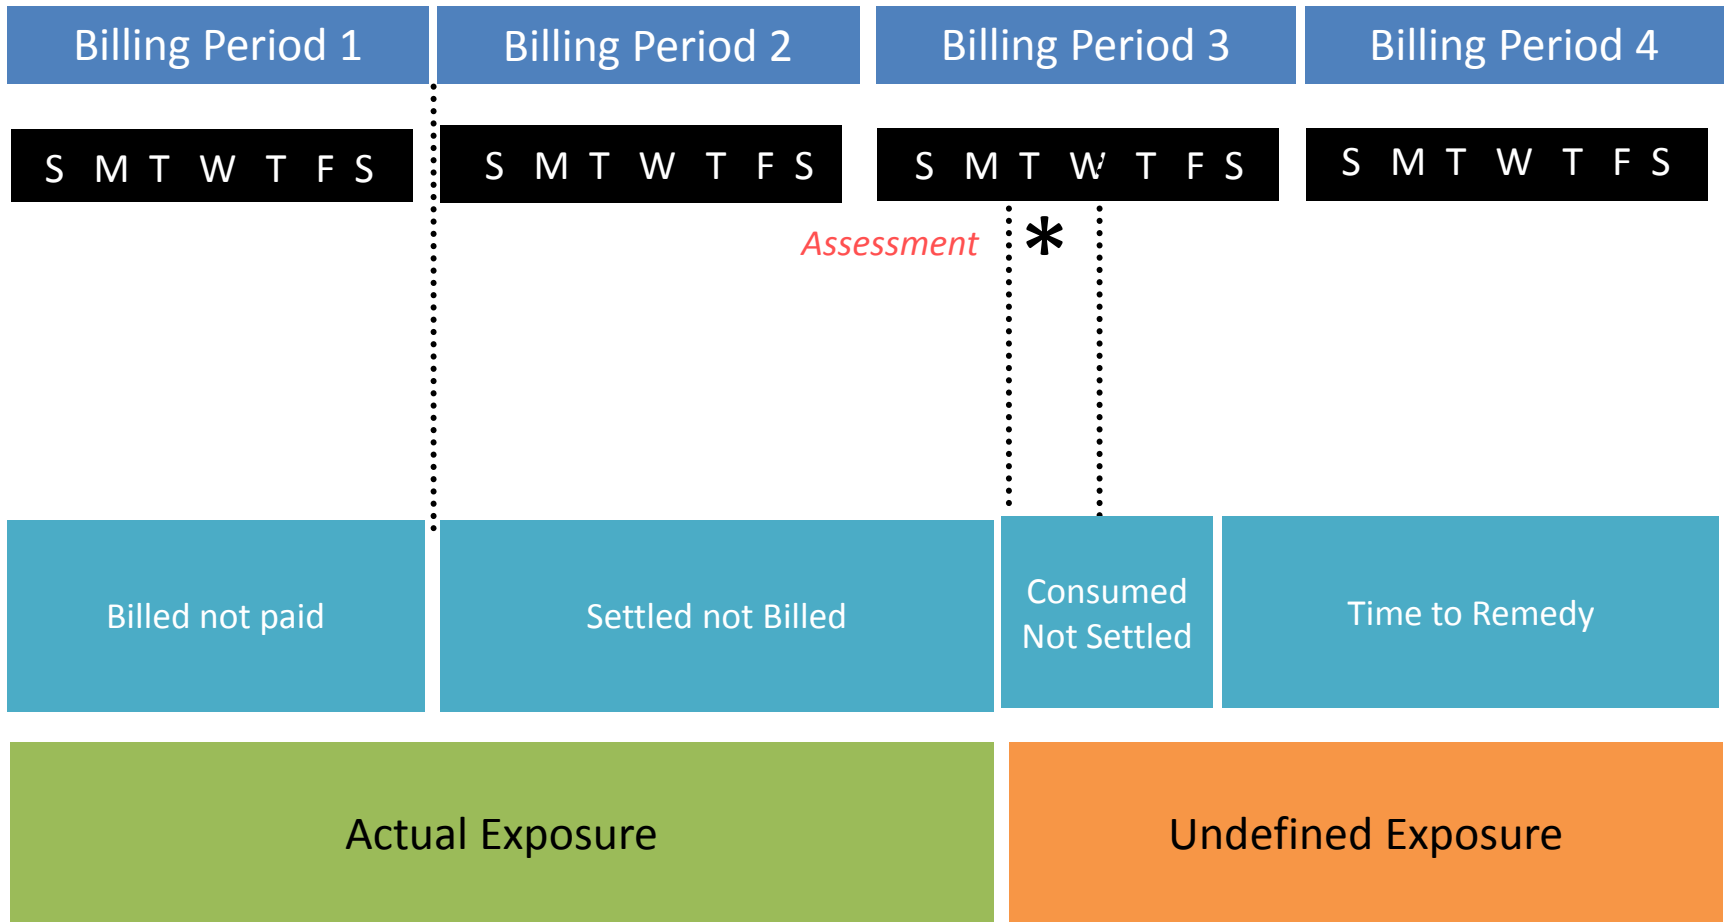 Billing Period 1 Billing Period 2 Billing Period 3 Billing Period 4
S M T W T F S S M T W T F S S M T W T F S S M T W T F S
Assessment *
Billed not paid Settled not Billed Consumed Not Settled Time to Remedy
Actual Exposure Undefined Exposure